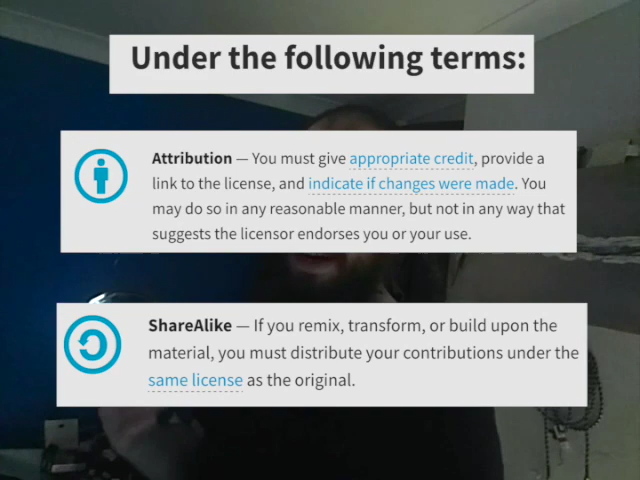 Under the following terms:
Attribution — You must give appropriate credit, provide a
link to the license, and indicate if changes were made. You
may do so in any reasonable manner, but not in any way that
suggests the licensor endorses you or your use.
ShareAlike — If you remix, transform, or build upon the
material, you must distribute your contributions under the
same license as the original.